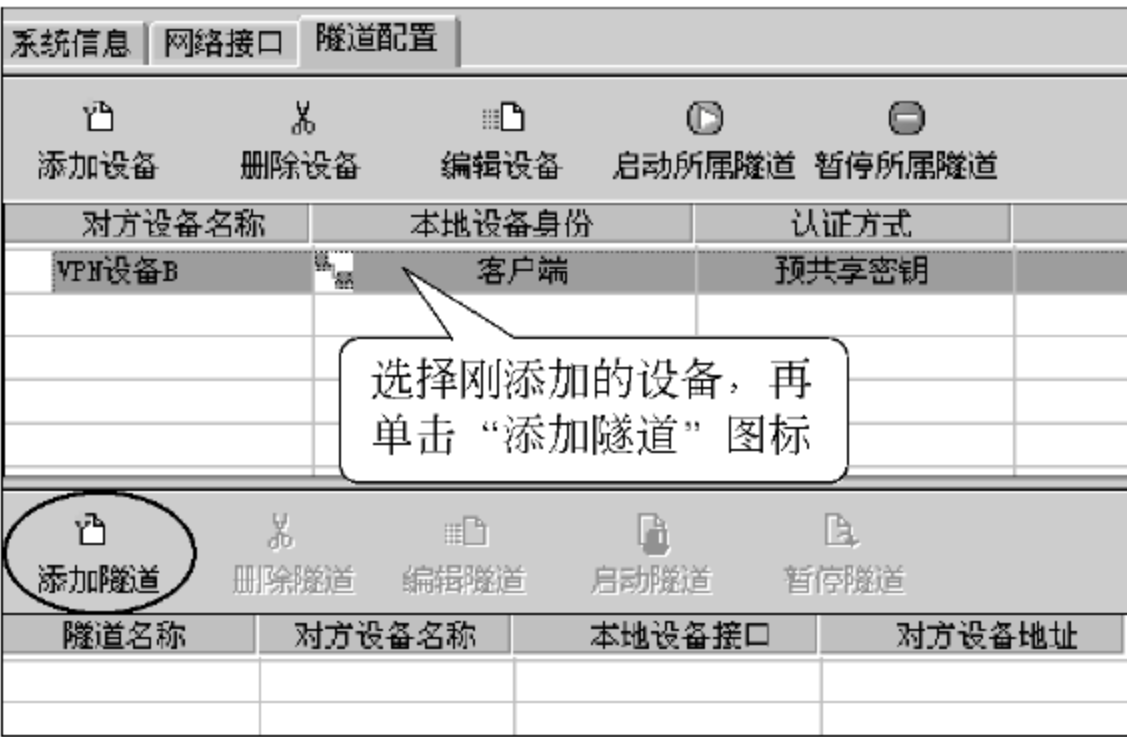 系统信息 网络接口 隧道配置
添加设备 删除设备 编辑设备 启动所属隧道 暂停所属隧道
对方设备名称 本地设备身份 认证方式
VPN设备B 客户端 预共享密钥
选择刚添加的设备，再
单击“添加隧道”图标
添加隧道 删除隧道 编辑隧道 启动隧道 暂停隧道
隧道名称 对方设备名称 本地设备接口 对方设备地址